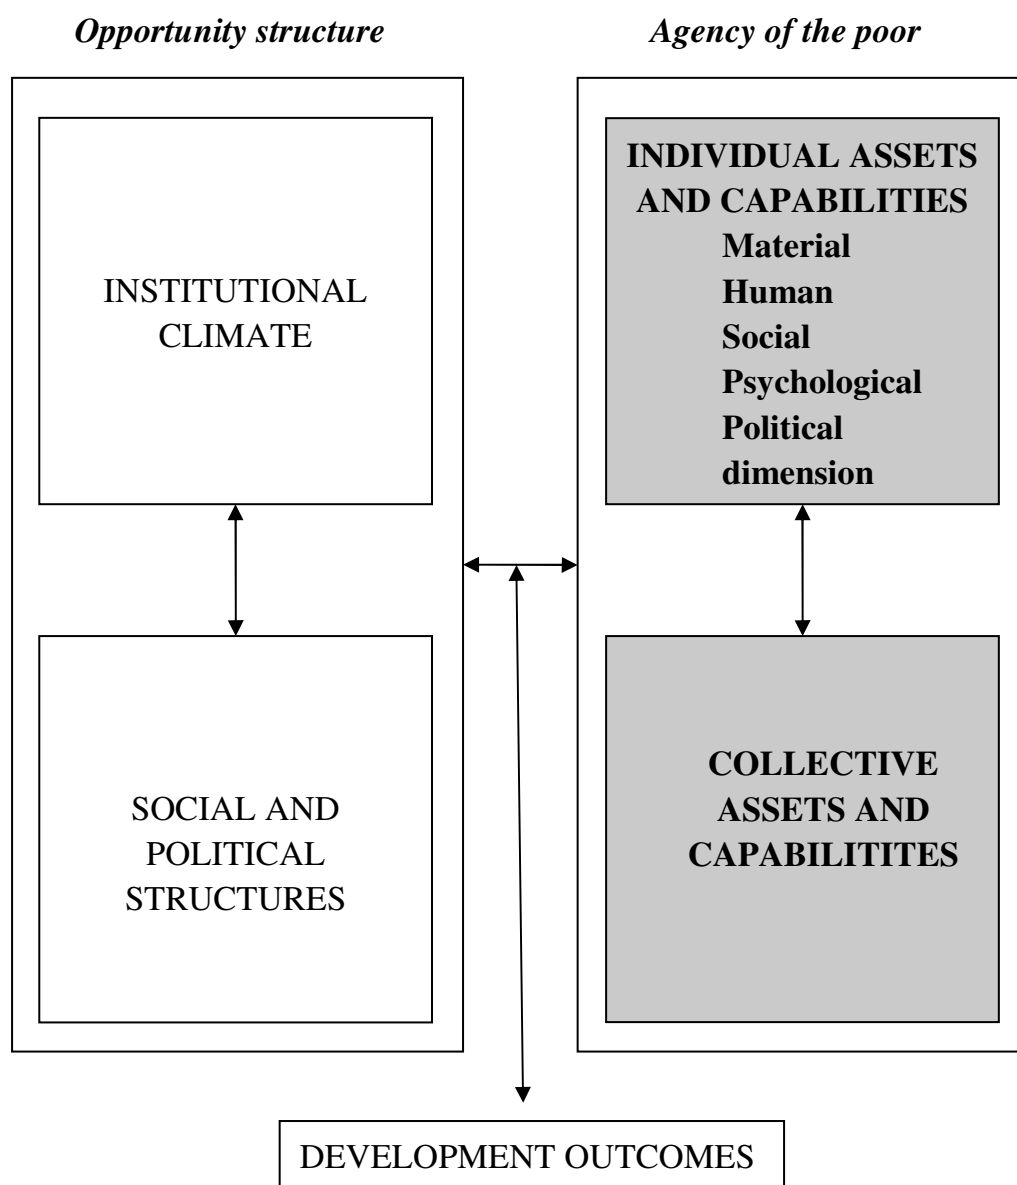 Opportunity structure
Agency of the poor
INSTITUTIONAL
CLIMATE
SOCIAL AND
POLITICAL
STRUCTURES
INDIVIDUAL ASSETS
AND CAPABILITIES
Material
Human
Social
Psychological
Political
dimension
COLLECTIVE
ASSETS AND
CAPABILITITES
DEVELOPMENT OUTCOMES